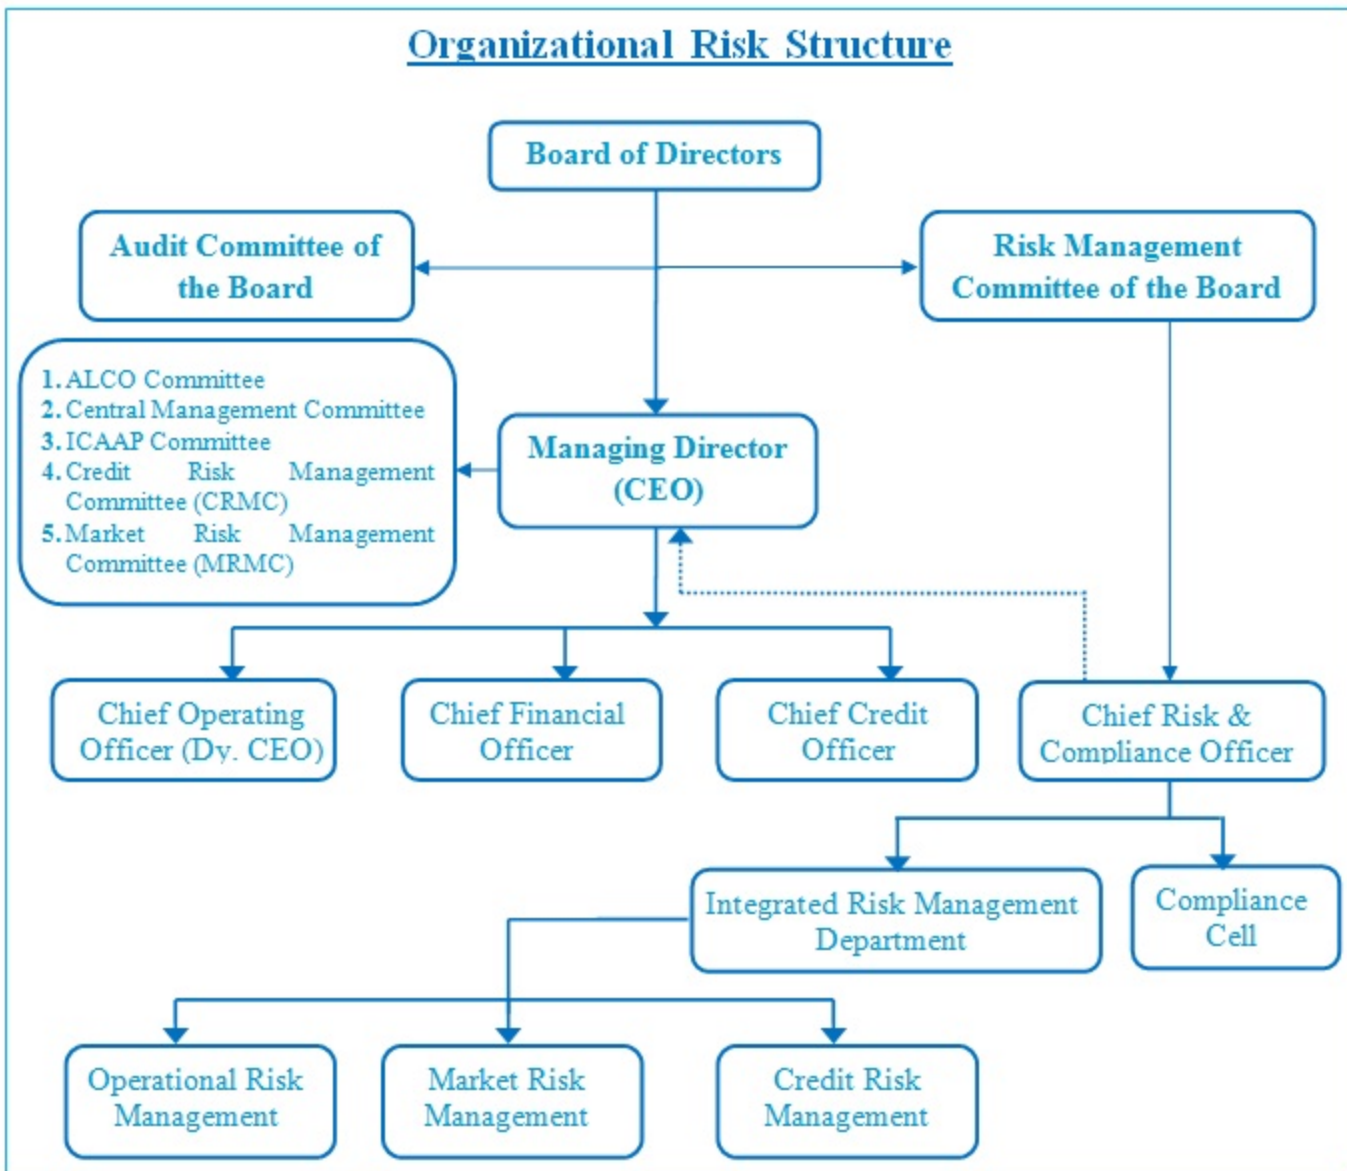 Organizational Risk Structure
Board of Directors
Audit Committee of
the Board
Risk Management
Committee of the Board
1. ALCO Committee
2. Central Management Committee
3. ICAAP Committee
4. Credit Risk Management
Committee (CRMC)
5. Market Risk Management
Committee (MRMC)
Managing Director
(CEO)
Chief Operating
Officer (Dy. CEO)
Chief Financial
Officer
Chief Credit
Officer
Chief Risk &
Compliance Officer
Integrated Risk Management
Department
Compliance
Cell
Operational Risk
Management
Market Risk
Management
Credit Risk
Management